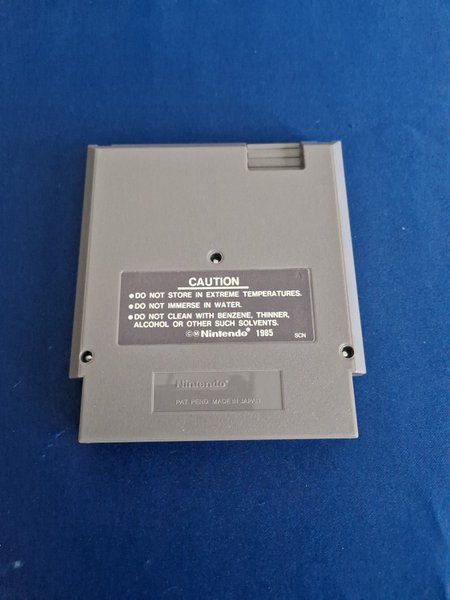 CAUTION
●DO NOT STORE IN EXTREME TEMPERATURES.
●DO NOT IMMERSE IN WATER.
●DO NOT CLEAN WITH BENZENE, THINNER,
ALCOHOL OR OTHER SUCH SOLVENTS.
©Ⓜ Nintendo® 1985 SCN
Nintendo®
PAT. PEND. MADE IN JAPAN